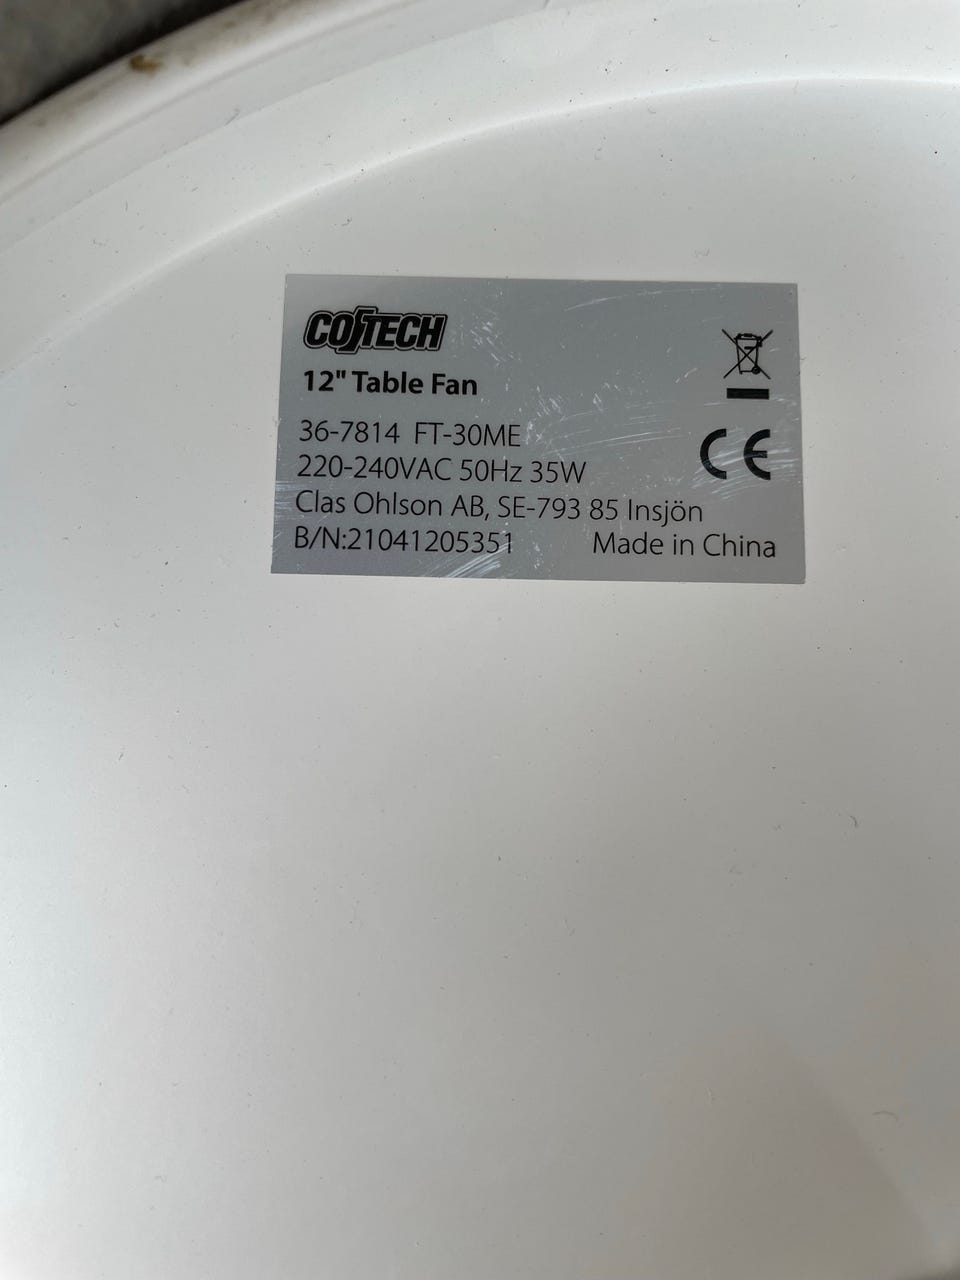 COTECH
12" Table Fan
36-7814 FT-30ME
220-240VAC 50Hz 35W
Clas Ohlson AB, SE-793 85 Insjön
B/N:21041205351 Made in China
CE